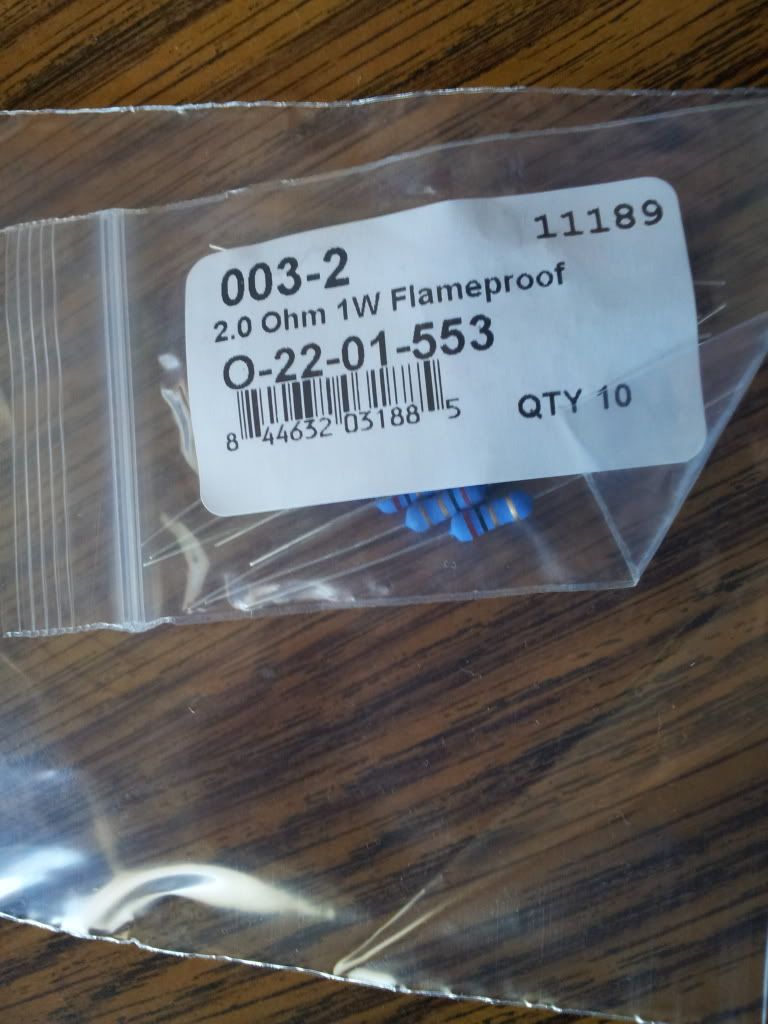 11189
003-2
2.0 Ohm 1W Flameproof
O-22-01-553
8 44632 03188 5
QTY 10